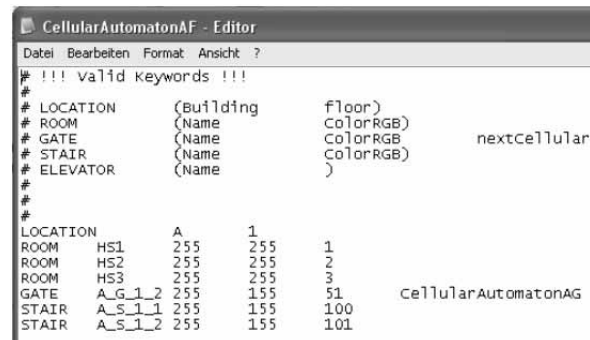 CellularAutomatonAF - Editor
Datei Bearbeiten Format Ansicht ?
# !!! Valid Keywords !!!
#
# LOCATION (Building floor)
# ROOM (Name ColorRGB)
# GATE (Name ColorRGB nextCellular
# STAIR (Name ColorRGB)
# ELEVATOR (Name )
#
#
#
LOCATION A 1
ROOM HS1 255 255 1
ROOM HS2 255 255 2
ROOM HS3 255 255 3
GATE A_G_1_2 255 155 51 CellularAutomatonAG
STAIR A_S_1_1 255 155 100
STAIR A_S_1_2 255 155 101